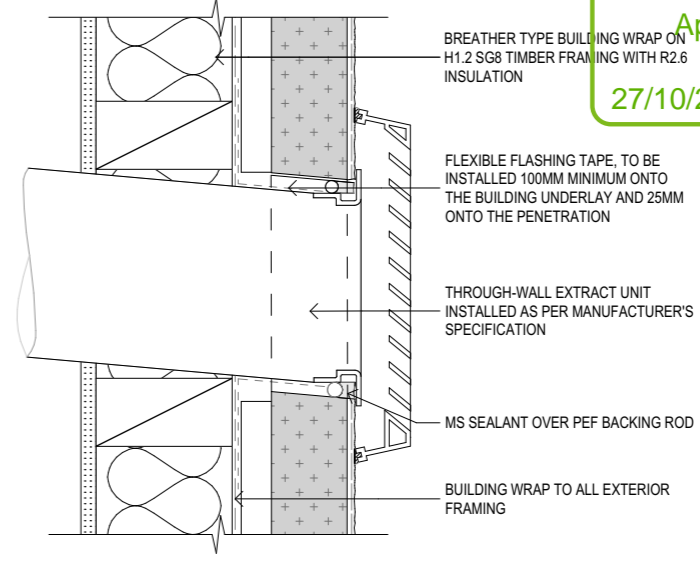 Ap
27/10/2
BREATHER TYPE BUILDING WRAP ON
H1.2 SG8 TIMBER FRAMING WITH R2.6
INSULATION
FLEXIBLE FLASHING TAPE, TO BE
INSTALLED 100MM MINIMUM ONTO
THE BUILDING UNDERLAY AND 25MM
ONTO THE PENETRATION
THROUGH-WALL EXTRACT UNIT
INSTALLED AS PER MANUFACTURER'S
SPECIFICATION
MS SEALANT OVER PEF BACKING ROD
BUILDING WRAP TO ALL EXTERIOR
FRAMING